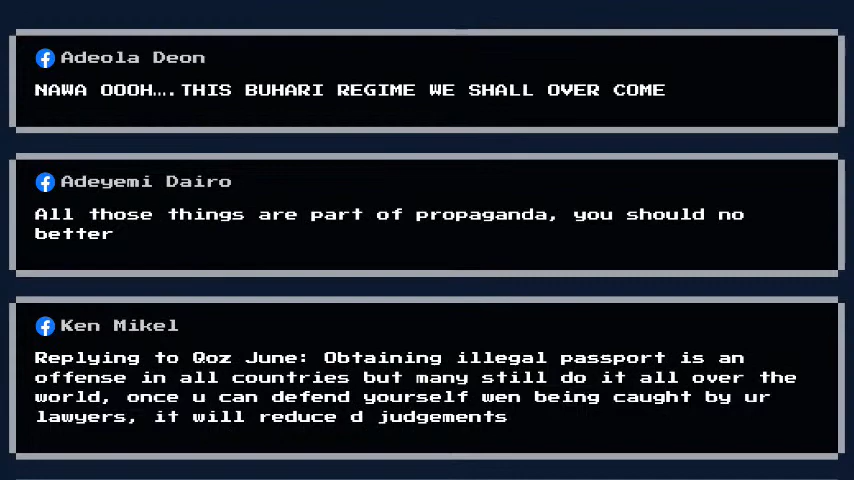 Adeola Deon
NAWA OOOH….THIS BUHARI REGIME WE SHALL OVER COME
Adeyemi Dairo
All those things are part of propaganda, you should no
better
Ken Mikel
Replying to Qoz June: Obtaining illegal passport is an
offense in all countries but many still do it all over the
world, once u can defend yourself wen being caught by ur
lawyers, it will reduce d judgements